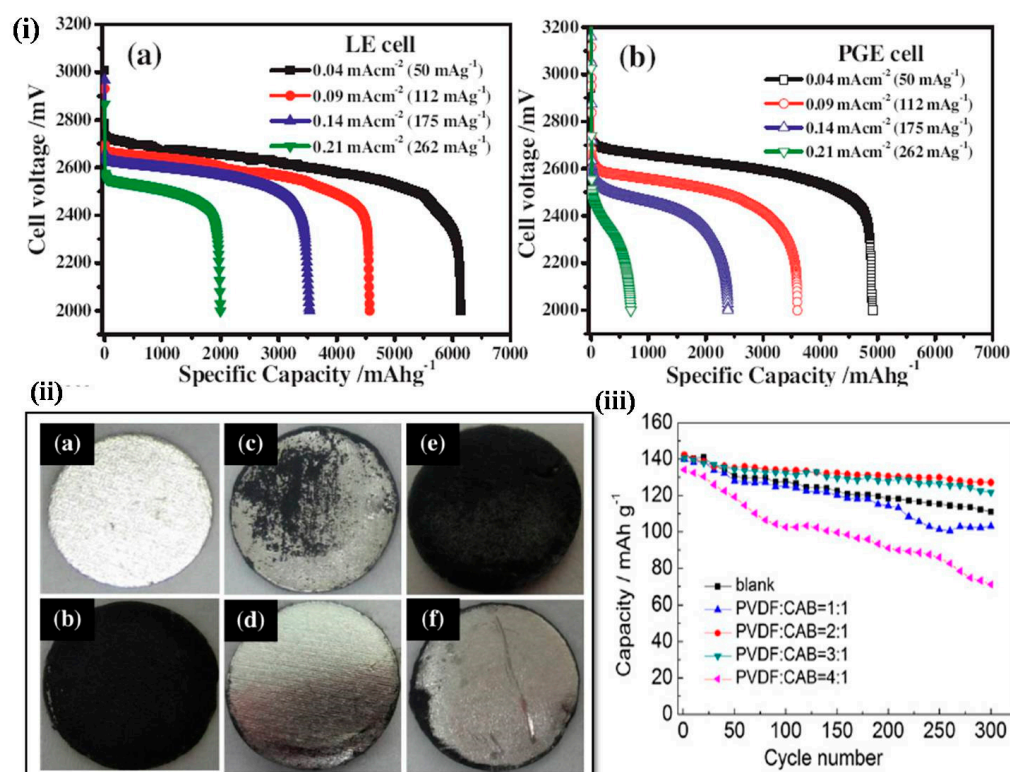 (i)
(a)
LE cell
0.04 mAcm⁻² (50 mAg⁻¹)
0.09 mAcm⁻² (112 mAg⁻¹)
0.14 mAcm⁻² (175 mAg⁻¹)
0.21 mAcm⁻² (262 mAg⁻¹)
Cell voltage /mV
3200
3000
2800
2600
2400
2200
2000
0 1000 2000 3000 4000 5000 6000 7000
Specific Capacity /mAhg⁻¹
(b)
PGE cell
0.04 mAcm⁻² (50 mAg⁻¹)
0.09 mAcm⁻² (112 mAg⁻¹)
0.14 mAcm⁻² (175 mAg⁻¹)
0.21 mAcm⁻² (262 mAg⁻¹)
Cell voltage /mV
3200
3000
2800
2600
2400
2200
2000
0 1000 2000 3000 4000 5000 6000 7000
Specific Capacity /mAhg⁻¹
(ii)
(a) (c) (e)
(b) (d) (f)
(iii)
Capacity / mAh g⁻¹
160
140
120
100
80
60
40
20
0
blank
PVDF:CAB=1:1
PVDF:CAB=2:1
PVDF:CAB=3:1
PVDF:CAB=4:1
0 50 100 150 200 250 300
Cycle number